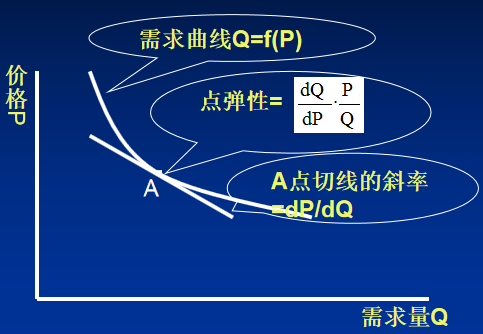 需求曲线Q=f(P)
价格P
点弹性= dQ/dP · P/Q
A
A点切线的斜率
=dP/dQ
需求量Q